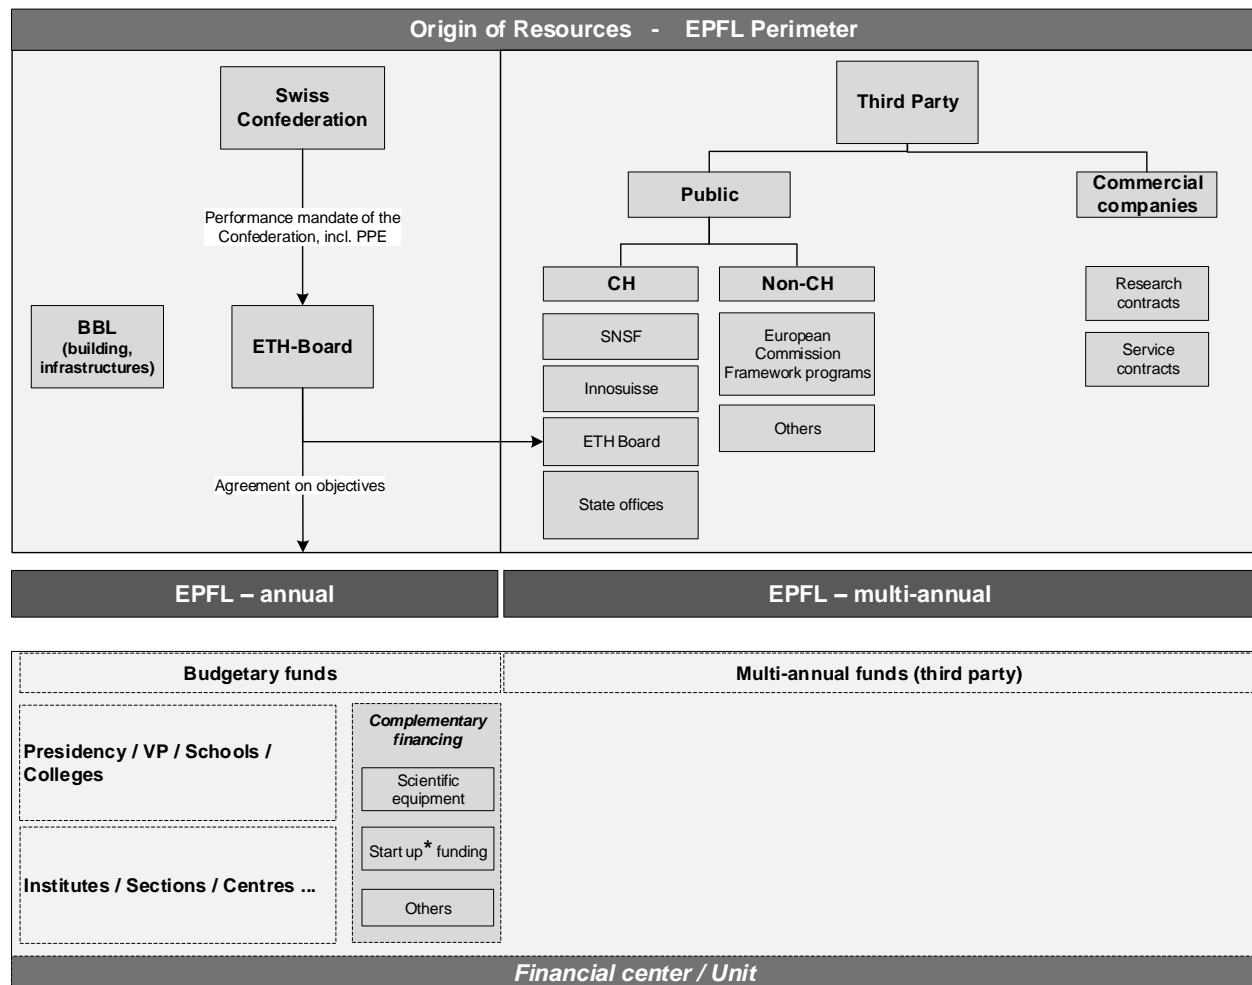 Origin of Resources - EPFL Perimeter
Swiss
Confederation
Performance mandate of the
Confederation, incl. PPE
BBL
(building,
infrastructures)
ETH-Board
Agreement on objectives
Third Party
Public
Commercial
companies
CH
SNSF
Innosuisse
ETH Board
State offices
Non-CH
European
Commission
Framework programs
Others
Research
contracts
Service
contracts
EPFL – annual
EPFL – multi-annual
Budgetary funds
Multi-annual funds (third party)
Presidency / VP / Schools /
Colleges
Institutes / Sections / Centres ...
Complementary
financing
Scientific
equipment
Start up* funding
Others
Financial center / Unit